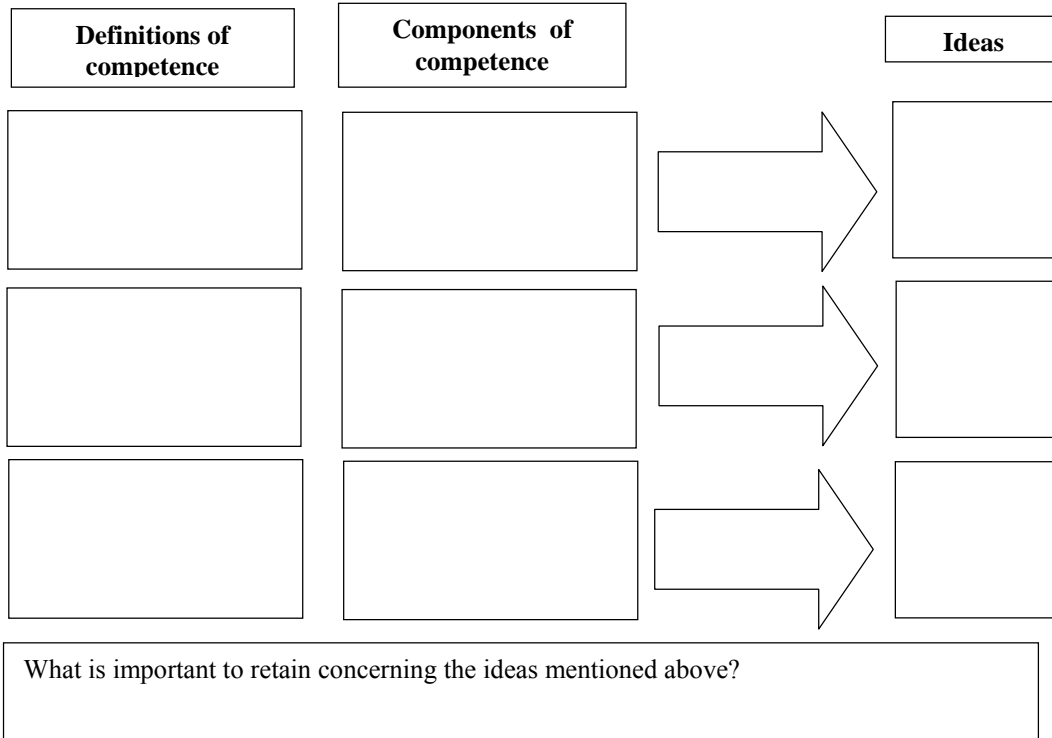 Definitions of
competence
Components of
competence
Ideas
What is important to retain concerning the ideas mentioned above?